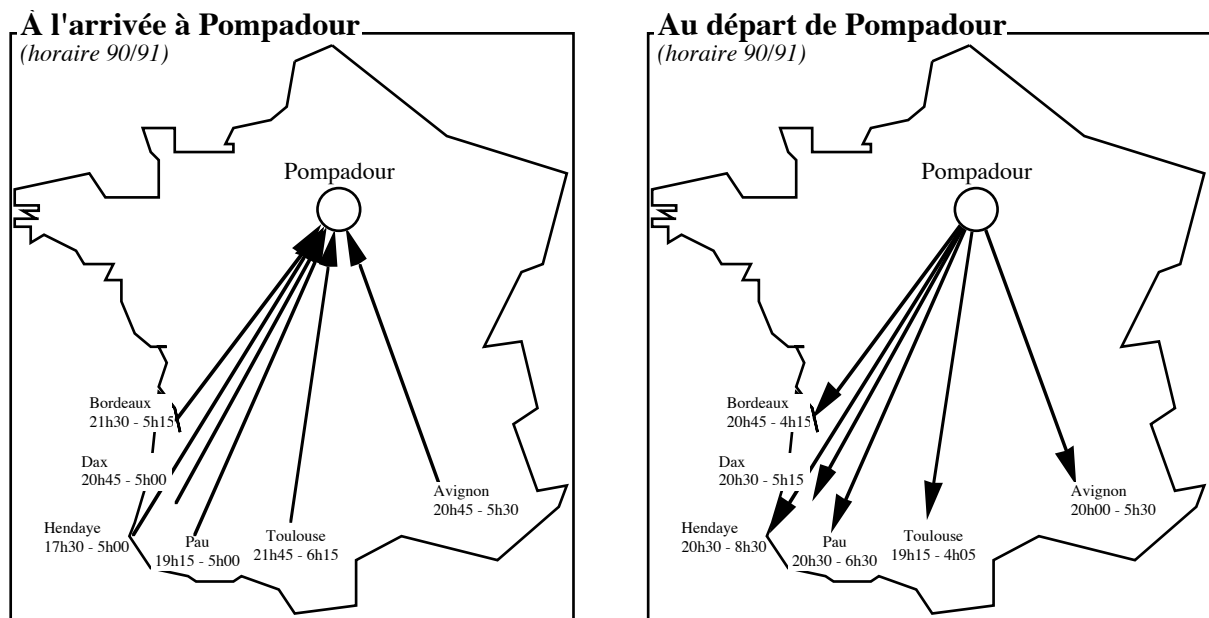 À l'arrivée à Pompadour
(horaire 90/91)
Pompadour
Bordeaux
21h30 - 5h15
Dax
20h45 - 5h00
Hendaye
17h30 - 5h00
Pau
19h15 - 5h00
Toulouse
21h45 - 6h15
Avignon
20h45 - 5h30
Au départ de Pompadour
(horaire 90/91)
Pompadour
Bordeaux
20h45 - 4h15
Dax
20h30 - 5h15
Hendaye
20h30 - 8h30
Pau
20h30 - 6h30
Toulouse
19h15 - 4h05
Avignon
20h00 - 5h30